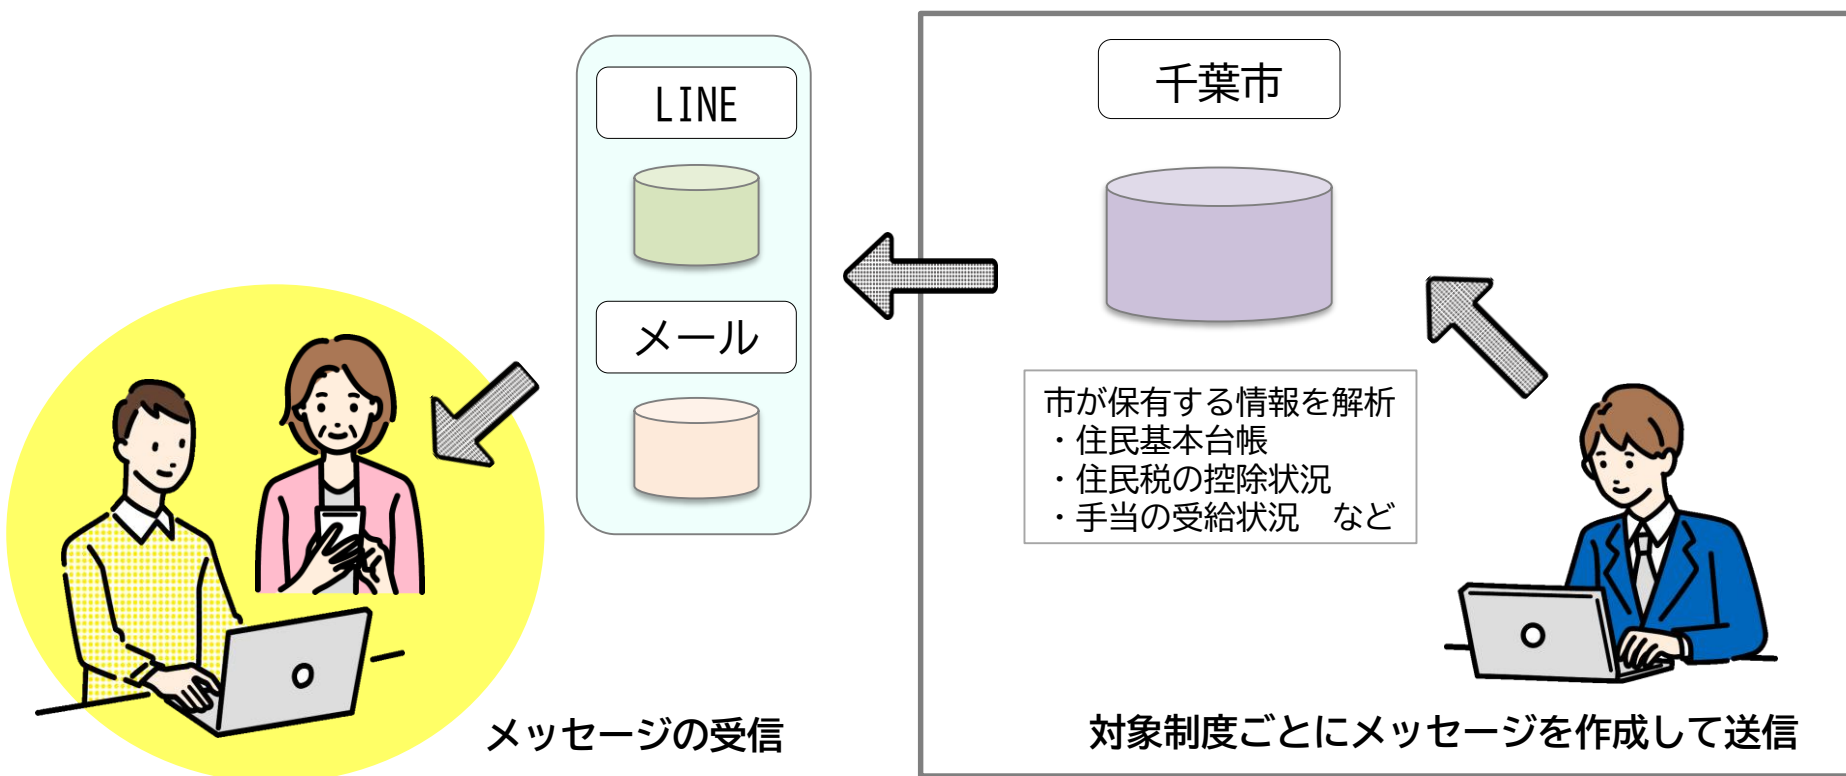 LINE
メール
メッセージの受信
千葉市
市が保有する情報を解析
・住民基本台帳
・住民税の控除状況
・手当の受給状況　など
対象制度ごとにメッセージを作成して送信